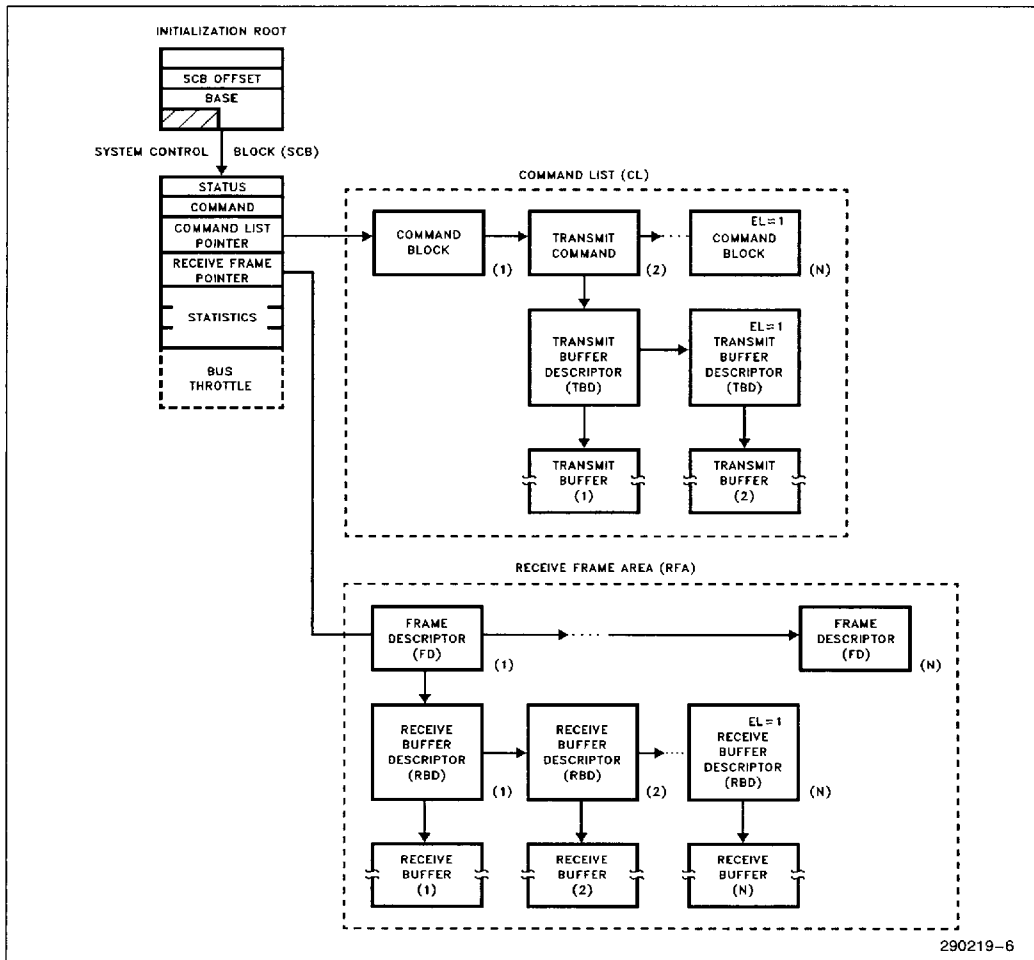 INITIALIZATION ROOT
SCB OFFSET
BASE
SYSTEM CONTROL BLOCK (SCB)
STATUS
COMMAND
COMMAND LIST
POINTER
RECEIVE FRAME
POINTER
STATISTICS
BUS
THROTTLE
COMMAND LIST (CL)
COMMAND
BLOCK
(1)
TRANSMIT
COMMAND
(2)
EL=1
COMMAND
BLOCK
(N)
TRANSMIT
BUFFER
DESCRIPTOR
(TBD)
EL=1
TRANSMIT
BUFFER
DESCRIPTOR
(TBD)
TRANSMIT
BUFFER
(1)
TRANSMIT
BUFFER
(2)
RECEIVE FRAME AREA (RFA)
FRAME
DESCRIPTOR
(FD)
(1)
FRAME
DESCRIPTOR
(FD)
(N)
RECEIVE
BUFFER
DESCRIPTOR
(RBD)
(1)
RECEIVE
BUFFER
DESCRIPTOR
(RBD)
(2)
EL=1
RECEIVE
BUFFER
DESCRIPTOR
(RBD)
(N)
RECEIVE
BUFFER
(1)
RECEIVE
BUFFER
(2)
RECEIVE
BUFFER
(N)
290219-6